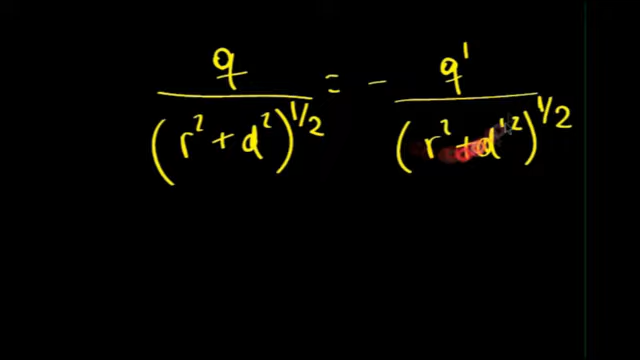 q/(r² + d²)^1/2 = - q'/(r² + d'²)^1/2